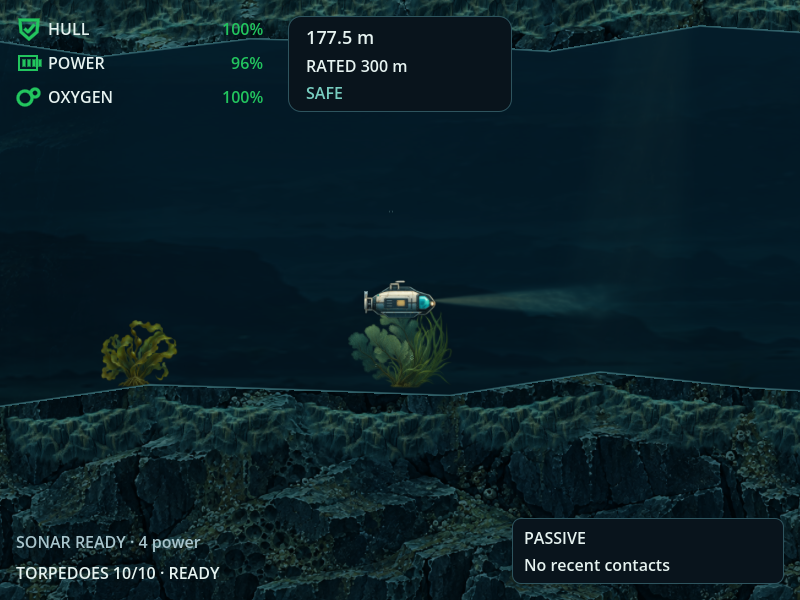 HULL 100%
POWER 96%
OXYGEN 100%
177.5 m
RATED 300 m
SAFE
SONAR READY · 4 power
TORPEDOES 10/10 · READY
PASSIVE
No recent contacts